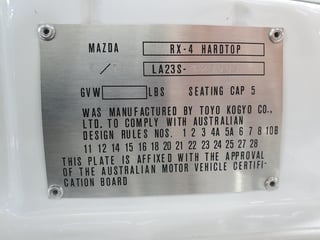 MAZDA RX-4 HARDTOP
/ LA23S-
GVW LBS SEATING CAP 5
WAS MANUFACTURED BY TOYO KOGYO CO.,
LTD. TO COMPLY WITH AUSTRALIAN
DESIGN RULES NOS. 1 2 3 4A 5A 6 7 8 10B
11 12 14 15 16 18 20 21 22 23 24 25 27 28
THIS PLATE IS AFFIXED WITH THE APPROVAL
OF THE AUSTRALIAN MOTOR VEHICLE CERTIFI-
CATION BOARD